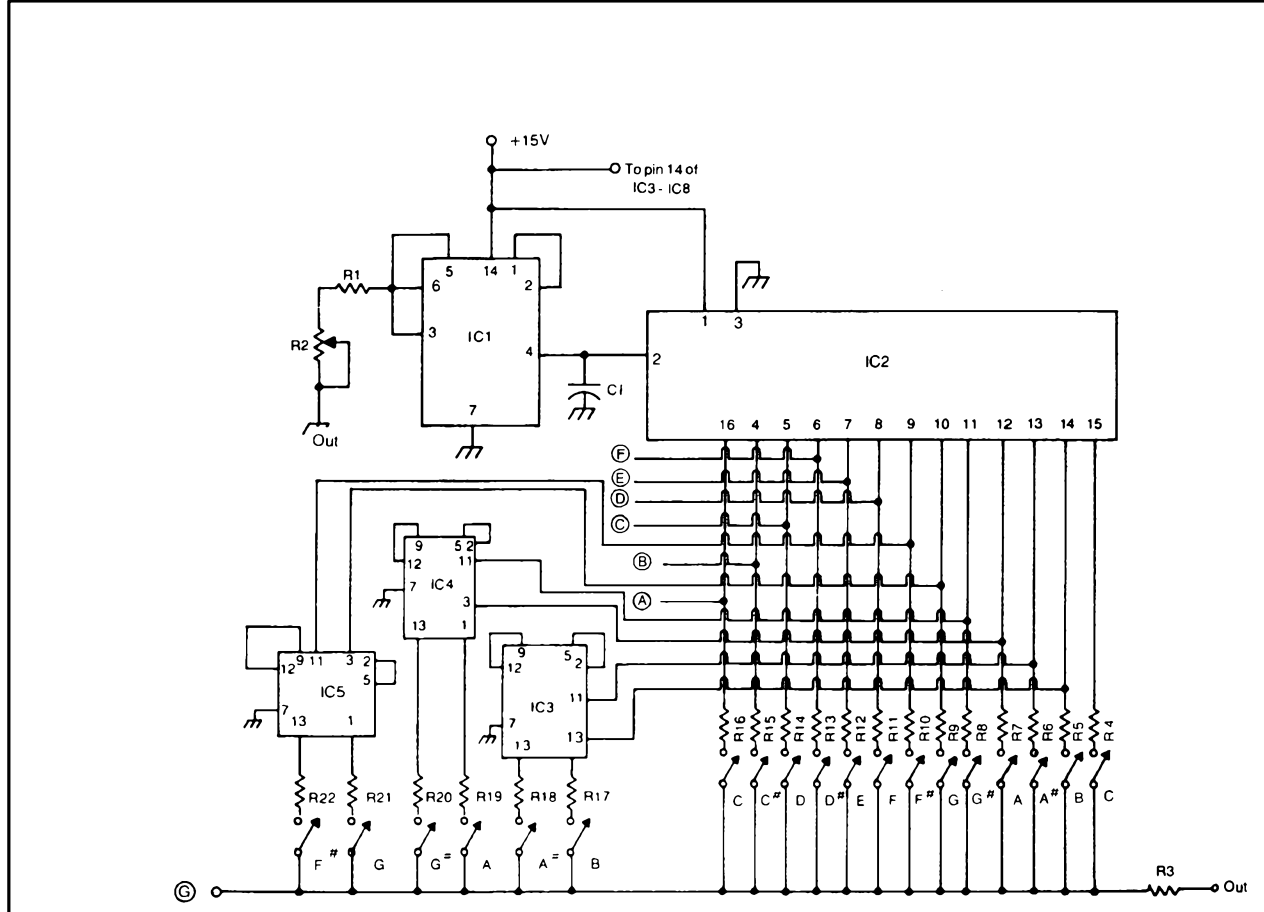 +15V
To pin 14 of
IC3 - IC8
R1
5 14 1
6 2
3 IC1
R2
4
7
Out
C1
1 3
2 IC2
16 4 5 6 7 8 9 10 11 12 13 14 15
F
E
D
C
B
A
9 5 2
12 11
7 IC4
3
13 1
9 5
12 2
11
IC3
7
13
13
9 11 3 2
12 5
IC5
7
13 1
R16 R15 R14 R13 R12 R11 R10 R9 R8 R7 R6 R5 R4
C C# D D# E F F# G G# A A# B C
R22 R21 R20 R19 R18 R17
F# G G= A A= B
G
R3
Out